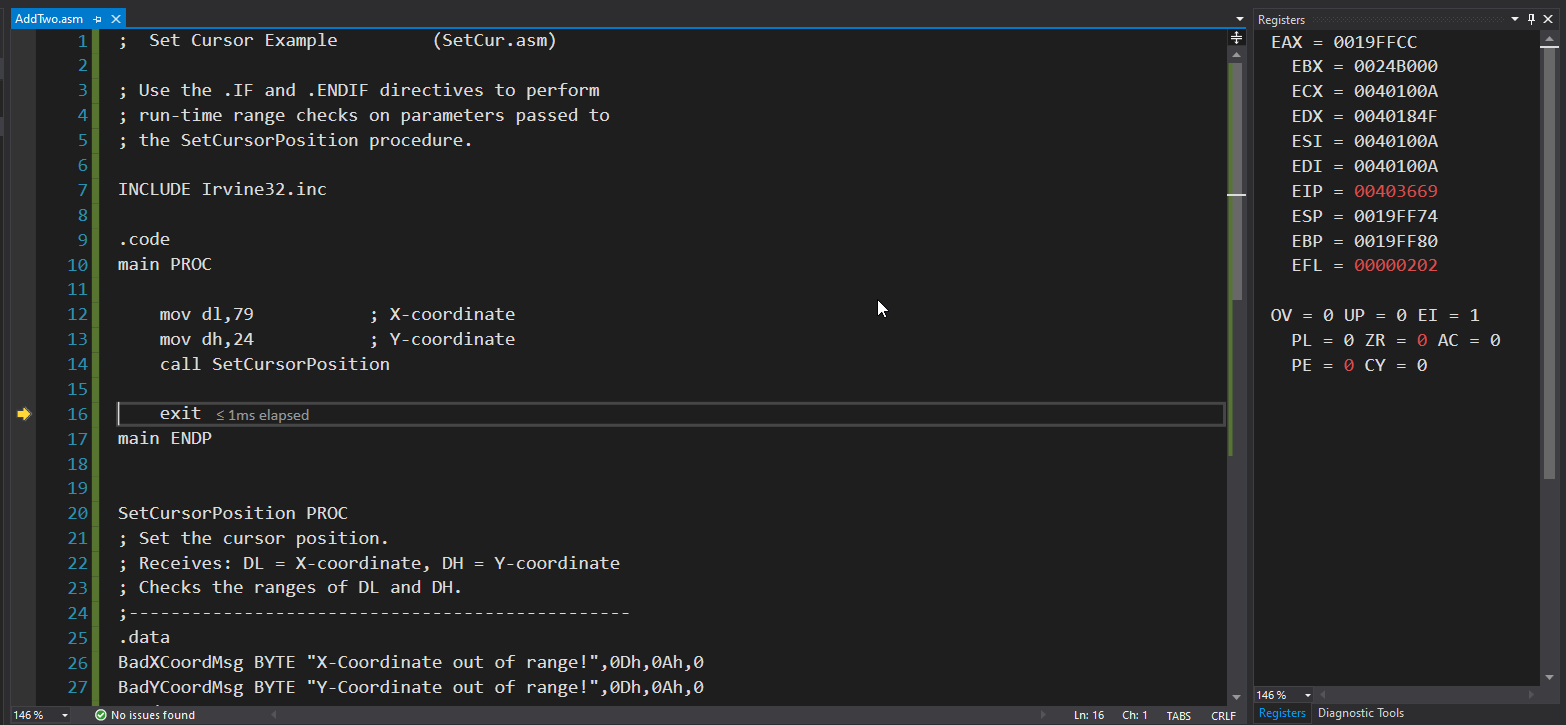 AddTwo.asm
1 ;  Set Cursor Example         (SetCur.asm)
2
3 ; Use the .IF and .ENDIF directives to perform
4 ; run-time range checks on parameters passed to
5 ; the SetCursorPosition procedure.
6
7 INCLUDE Irvine32.inc
8
9 .code
10 main PROC
11
12     mov dl,79           ; X-coordinate
13     mov dh,24           ; Y-coordinate
14     call SetCursorPosition
15
16     exit ≤ 1ms elapsed
17 main ENDP
18
19
20 SetCursorPosition PROC
21 ; Set the cursor position.
22 ; Receives: DL = X-coordinate, DH = Y-coordinate
23 ; Checks the ranges of DL and DH.
24 ;------------------------------------------------
25 .data
26 BadXCoordMsg BYTE "X-Coordinate out of range!",0Dh,0Ah,0
27 BadYCoordMsg BYTE "Y-Coordinate out of range!",0Dh,0Ah,0
146 % No issues found Ln: 16 Ch: 1 TABS CRLF
Registers
EAX = 0019FFCC
EBX = 0024B000
ECX = 0040100A
EDX = 0040184F
ESI = 0040100A
EDI = 0040100A
EIP = 00403669
ESP = 0019FF74
EBP = 0019FF80
EFL = 00000202
OV = 0 UP = 0 EI = 1
PL = 0 ZR = 0 AC = 0
PE = 0 CY = 0
146 %
Registers Diagnostic Tools